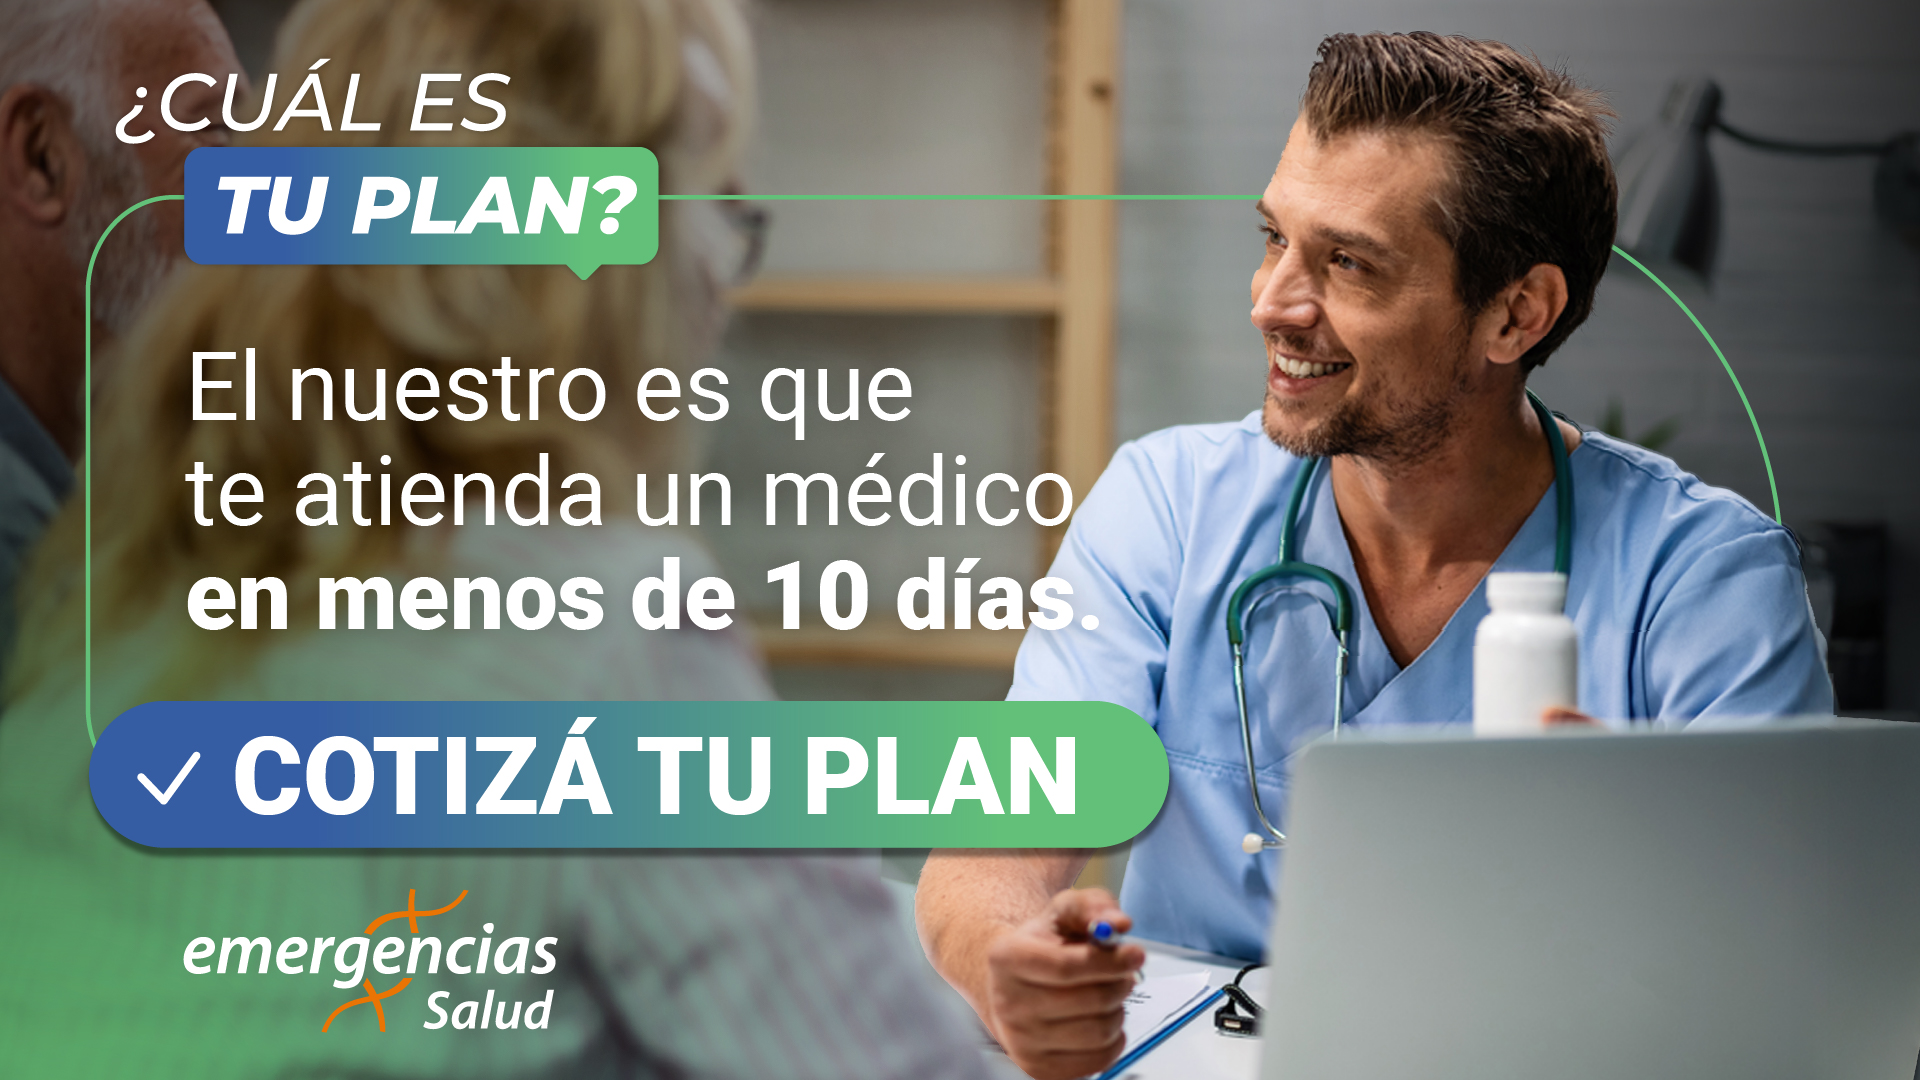 ¿CUÁL ES
TU PLAN?
El nuestro es que
te atienda un médico
en menos de 10 días.
COTIZÁ TU PLAN
emergencias
Salud